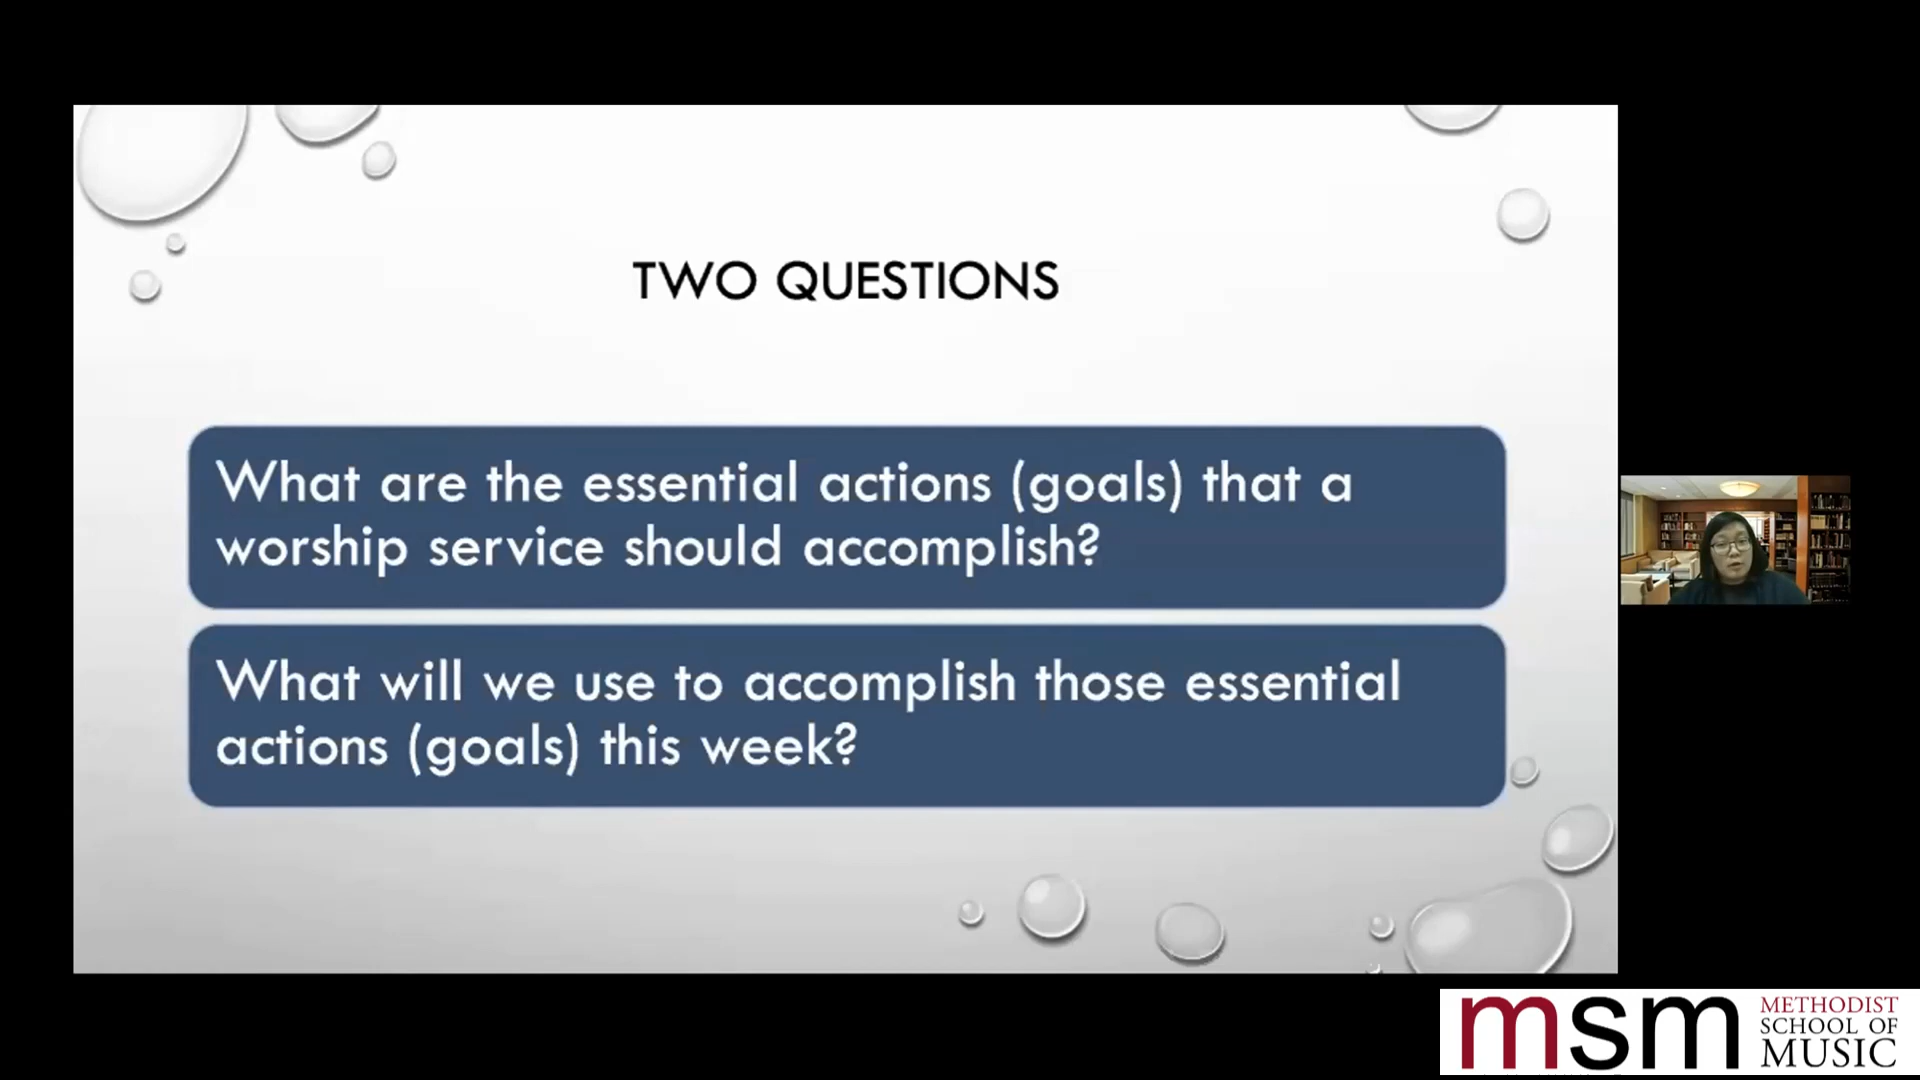 TWO QUESTIONS
What are the essential actions (goals) that a
worship service should accomplish?
What will we use to accomplish those essential
actions (goals) this week?
msm
METHODIST
SCHOOL OF
MUSIC